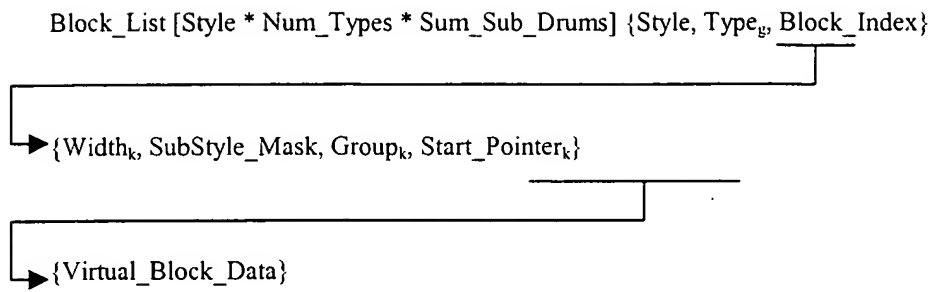 Block_List [Style * Num_Types * Sum_Sub_Drums] {Style, Type_g, Block_Index}
{Width_k, SubStyle_Mask, Group_k, Start_Pointer_k}
{Virtual_Block_Data}